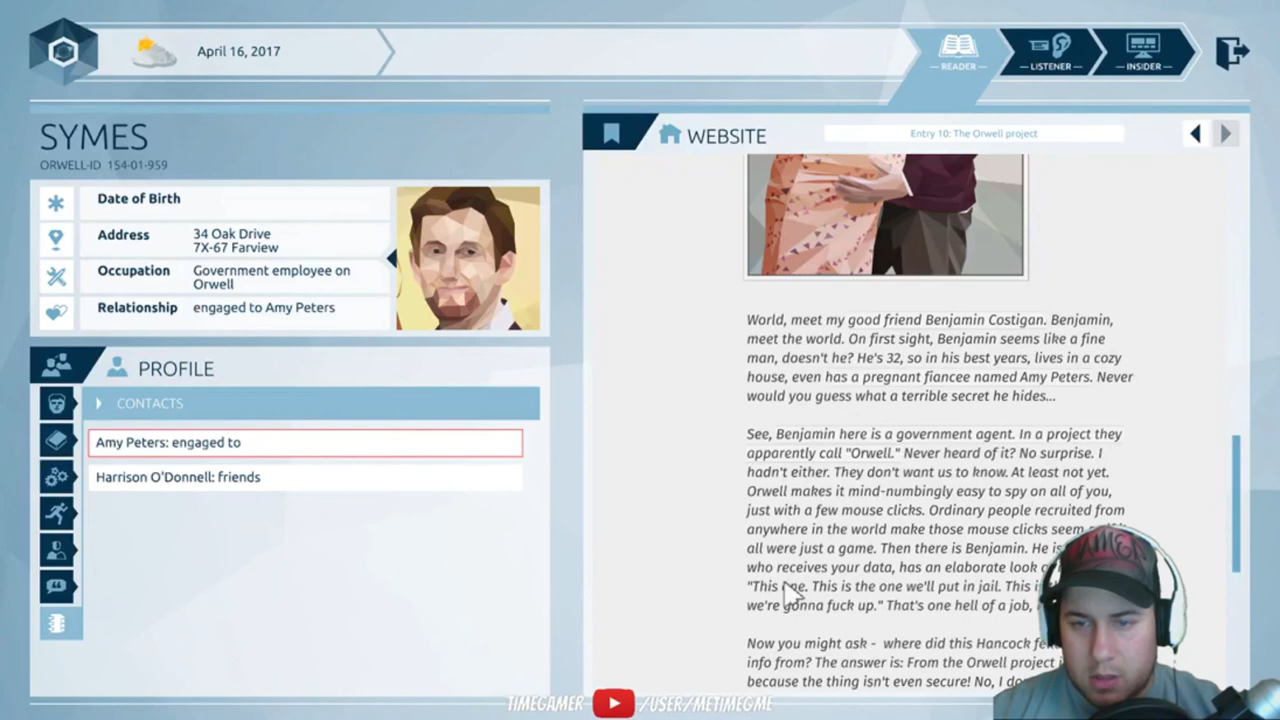 April 16, 2017
READER
LISTENER
INSIDER
SYMES
ORWELL-ID 154-01-959
Date of Birth
Address 34 Oak Drive
7X-67 Farview
Occupation Government employee on
Orwell
Relationship engaged to Amy Peters
PROFILE
CONTACTS
Amy Peters: engaged to
Harrison O'Donnell: friends
WEBSITE
Entry 10: The Orwell project
World, meet my good friend Benjamin Costigan. Benjamin,
meet the world. On first sight, Benjamin seems like a fine
man, doesn't he? He's 32, so in his best years, lives in a cozy
house, even has a pregnant fiancee named Amy Peters. Never
would you guess what a terrible secret he hides...
See, Benjamin here is a government agent. In a project they
apparently call "Orwell." Never heard of it? No surprise. I
hadn't either. They don't want us to know. At least not yet.
Orwell makes it mind-numbingly easy to spy on all of you,
just with a few mouse clicks. Ordinary people recruited from
anywhere in the world make those mouse clicks seem
all were just a game. Then there is Benjamin. He is
who receives your data, has an elaborate look
"This one. This is the one we'll put in jail. This
we're gonna fuck up." That's one hell of a job,
Now you might ask - where did this Hancock
info from? The answer is: From the Orwell project
because the thing isn't even secure! No, I
TIMEGAMER /USER/METIMEGME